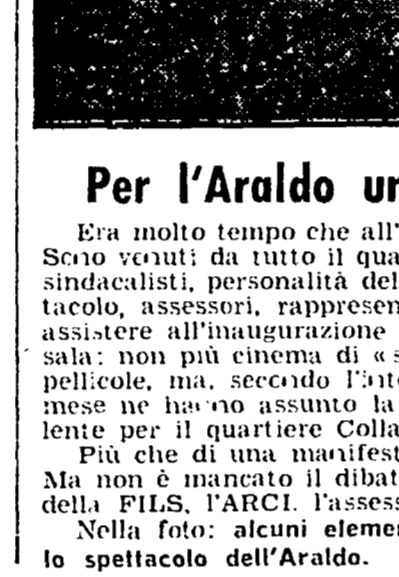 Per l'Araldo un
Era molto tempo che all'
Sono venuti da tutto il qua
sindacalisti, personalità del
tacolo, assessori, rappresen
assistere all'inaugurazione
sala: non più cinema di « s
pellicole, ma, secondo l'inte
mese ne hanno assunto la
lente per il quartiere Colla
Più che di una manifest
Ma non è mancato il dibat
della FILS, l'ARCI. l'assess
Nella foto: alcuni eleme
lo spettacolo dell'Araldo.